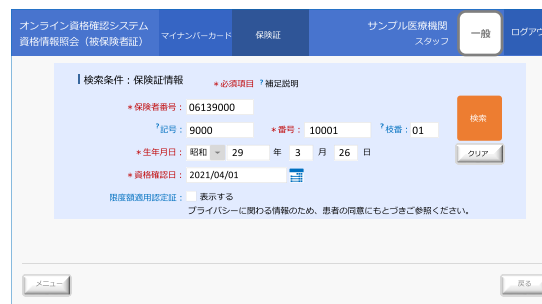 オンライン資格確認システム
資格情報照会（被保険者証）
マイナンバーカード
保険証
サンプル医療機関
スタッフ
一般
ログアウ
検索条件：保険証情報 *必須項目 ?補足説明
*保険者番号： 06139000
?記号： 9000 *番号： 10001 ?枝番： 01
検索
*生年月日： 昭和 29 年 3 月 26 日
クリア
*資格確認日： 2021/04/01
限度額適用認定証： 表示する
プライバシーに関わる情報のため、患者の同意にもとづきご参照ください。
メニュー
戻る